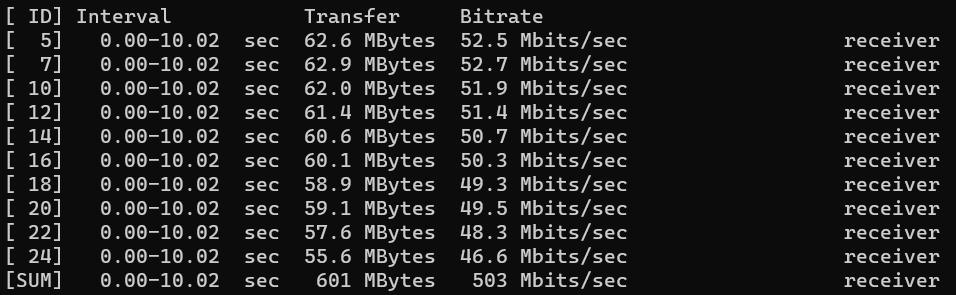 [ ID] Interval           Transfer     Bitrate
[  5]   0.00-10.02  sec  62.6 MBytes  52.5 Mbits/sec                  receiver
[  7]   0.00-10.02  sec  62.9 MBytes  52.7 Mbits/sec                  receiver
[ 10]   0.00-10.02  sec  62.0 MBytes  51.9 Mbits/sec                  receiver
[ 12]   0.00-10.02  sec  61.4 MBytes  51.4 Mbits/sec                  receiver
[ 14]   0.00-10.02  sec  60.6 MBytes  50.7 Mbits/sec                  receiver
[ 16]   0.00-10.02  sec  60.1 MBytes  50.3 Mbits/sec                  receiver
[ 18]   0.00-10.02  sec  58.9 MBytes  49.3 Mbits/sec                  receiver
[ 20]   0.00-10.02  sec  59.1 MBytes  49.5 Mbits/sec                  receiver
[ 22]   0.00-10.02  sec  57.6 MBytes  48.3 Mbits/sec                  receiver
[ 24]   0.00-10.02  sec  55.6 MBytes  46.6 Mbits/sec                  receiver
[SUM]   0.00-10.02  sec   601 MBytes   503 Mbits/sec                  receiver